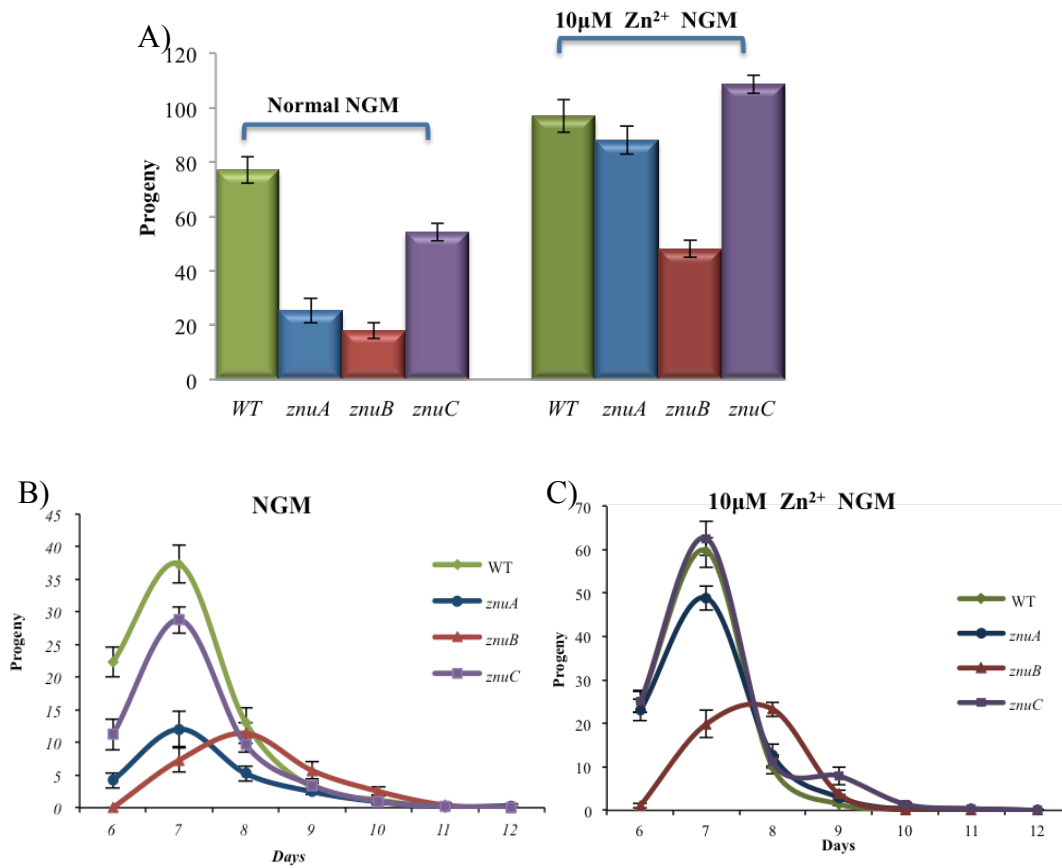 A)
10μM Zn²⁺ NGM
Normal NGM
Progeny
120
100
80
60
40
20
0
WT znuA znuB znuC WT znuA znuB znuC
B)
NGM
Progeny
45
40
35
30
25
20
15
10
5
0
6 7 8 9 10 11 12
Days
WT
znuA
znuB
znuC
C)
10μM Zn²⁺ NGM
Progeny
70
60
50
40
30
20
10
0
6 7 8 9 10 11 12
Days
WT
znuA
znuB
znuC